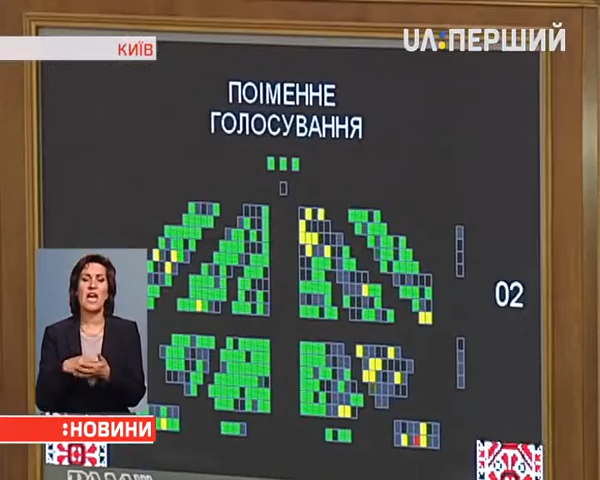 КИЇВ
UA:ПЕРШИЙ
ПОІМЕННЕ
ГОЛОСУВАННЯ
02
:НОВИНИ